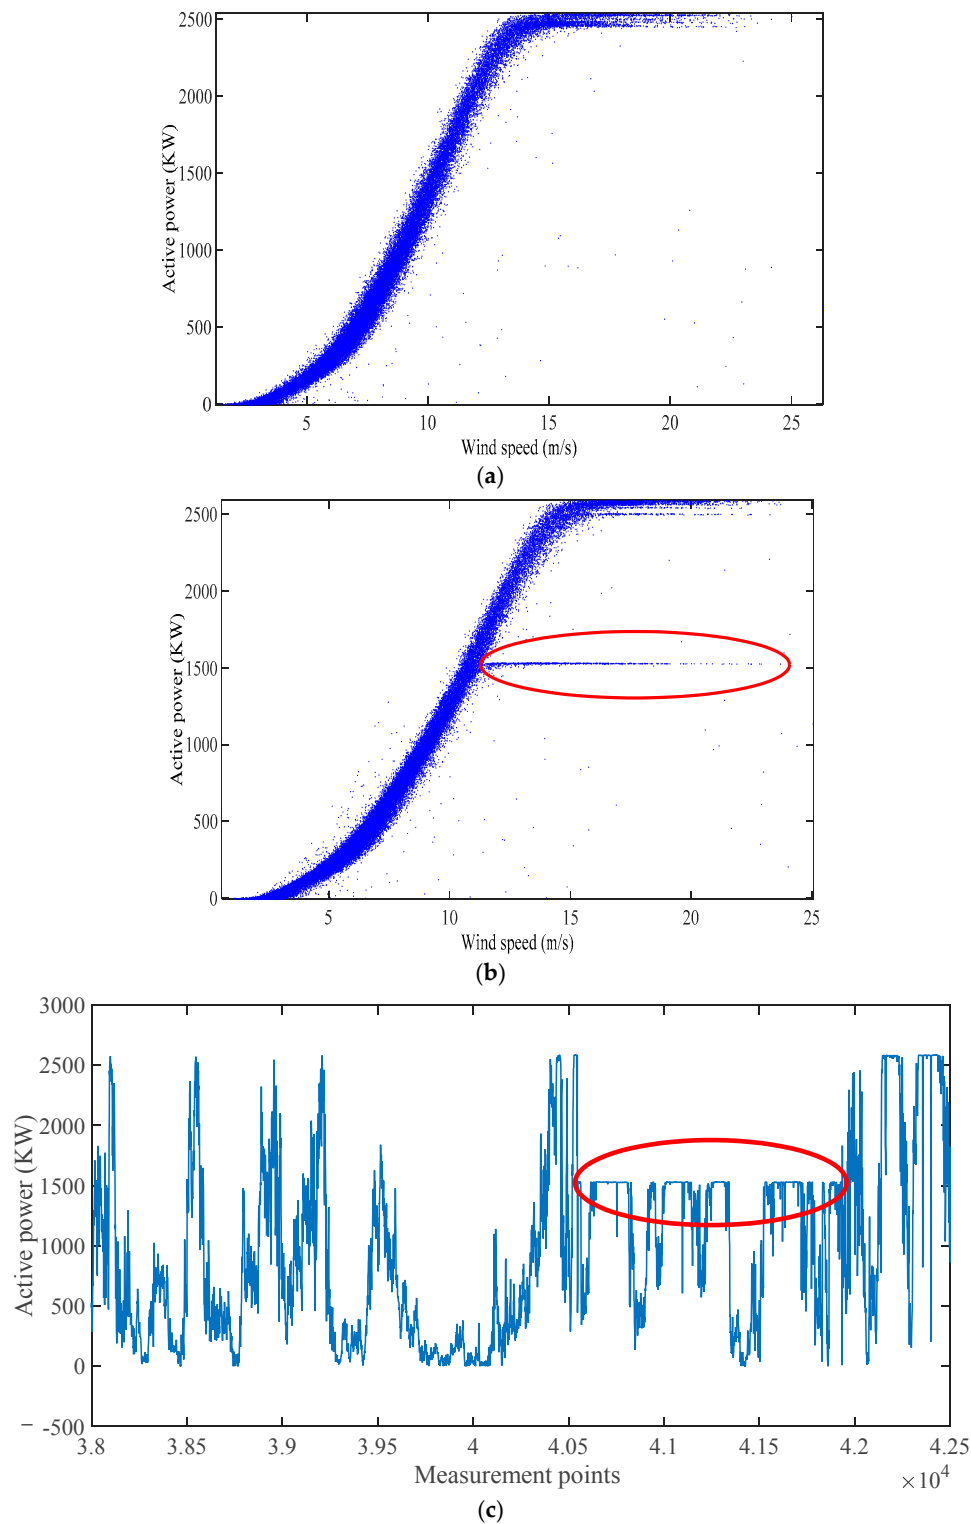 2500
2000
1500
1000
500
0
Active power (KW)
5 10 15 20 25
Wind speed (m/s)
(a)
2500
2000
1500
1000
500
0
Active power (KW)
5 10 15 20 25
Wind speed (m/s)
(b)
3000
2500
2000
1500
1000
500
0
-500
Active power (KW)
3.8 3.85 3.9 3.95 4 4.05 4.1 4.15 4.2 4.25
Measurement points
×10^4
(c)